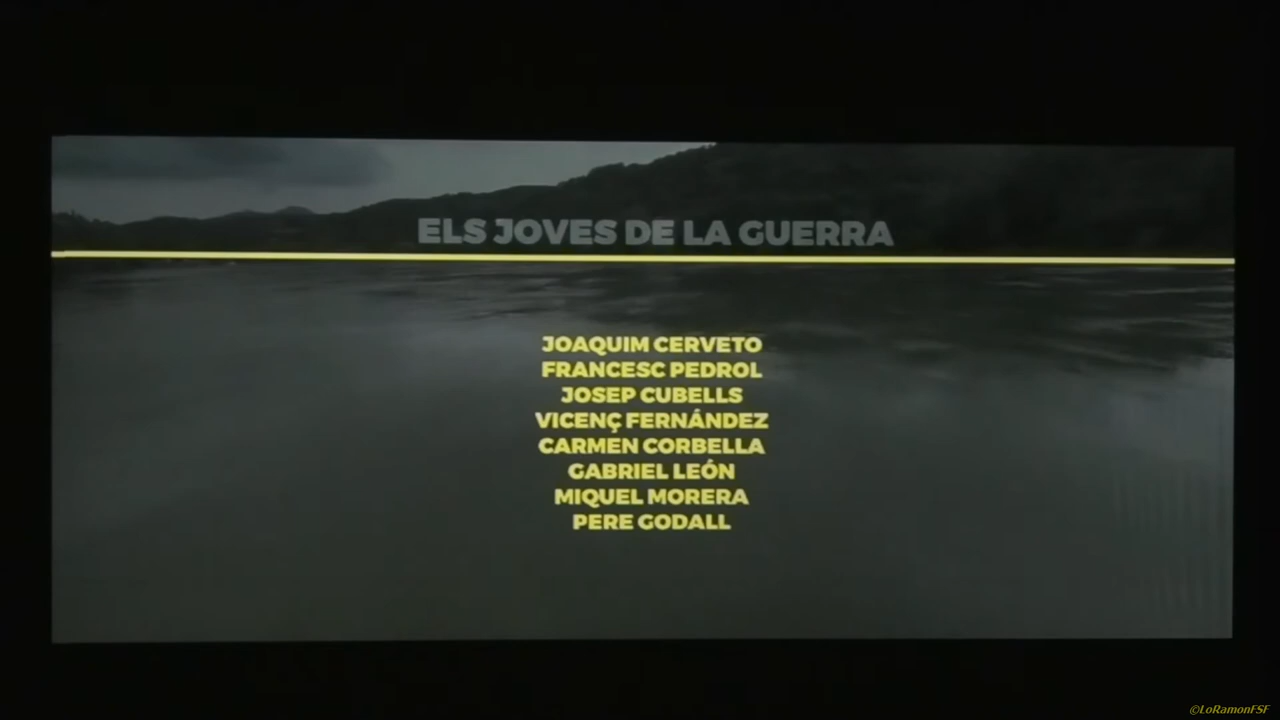 ELS JOVES DE LA GUERRA
JOAQUIM CERVETO
FRANCESC PEDROL
JOSEP CUBELLS
VICENÇ FERNÁNDEZ
CARMEN CORBELLA
GABRIEL LEÓN
MIQUEL MORERA
PERE GODALL
©LoRamonFSF